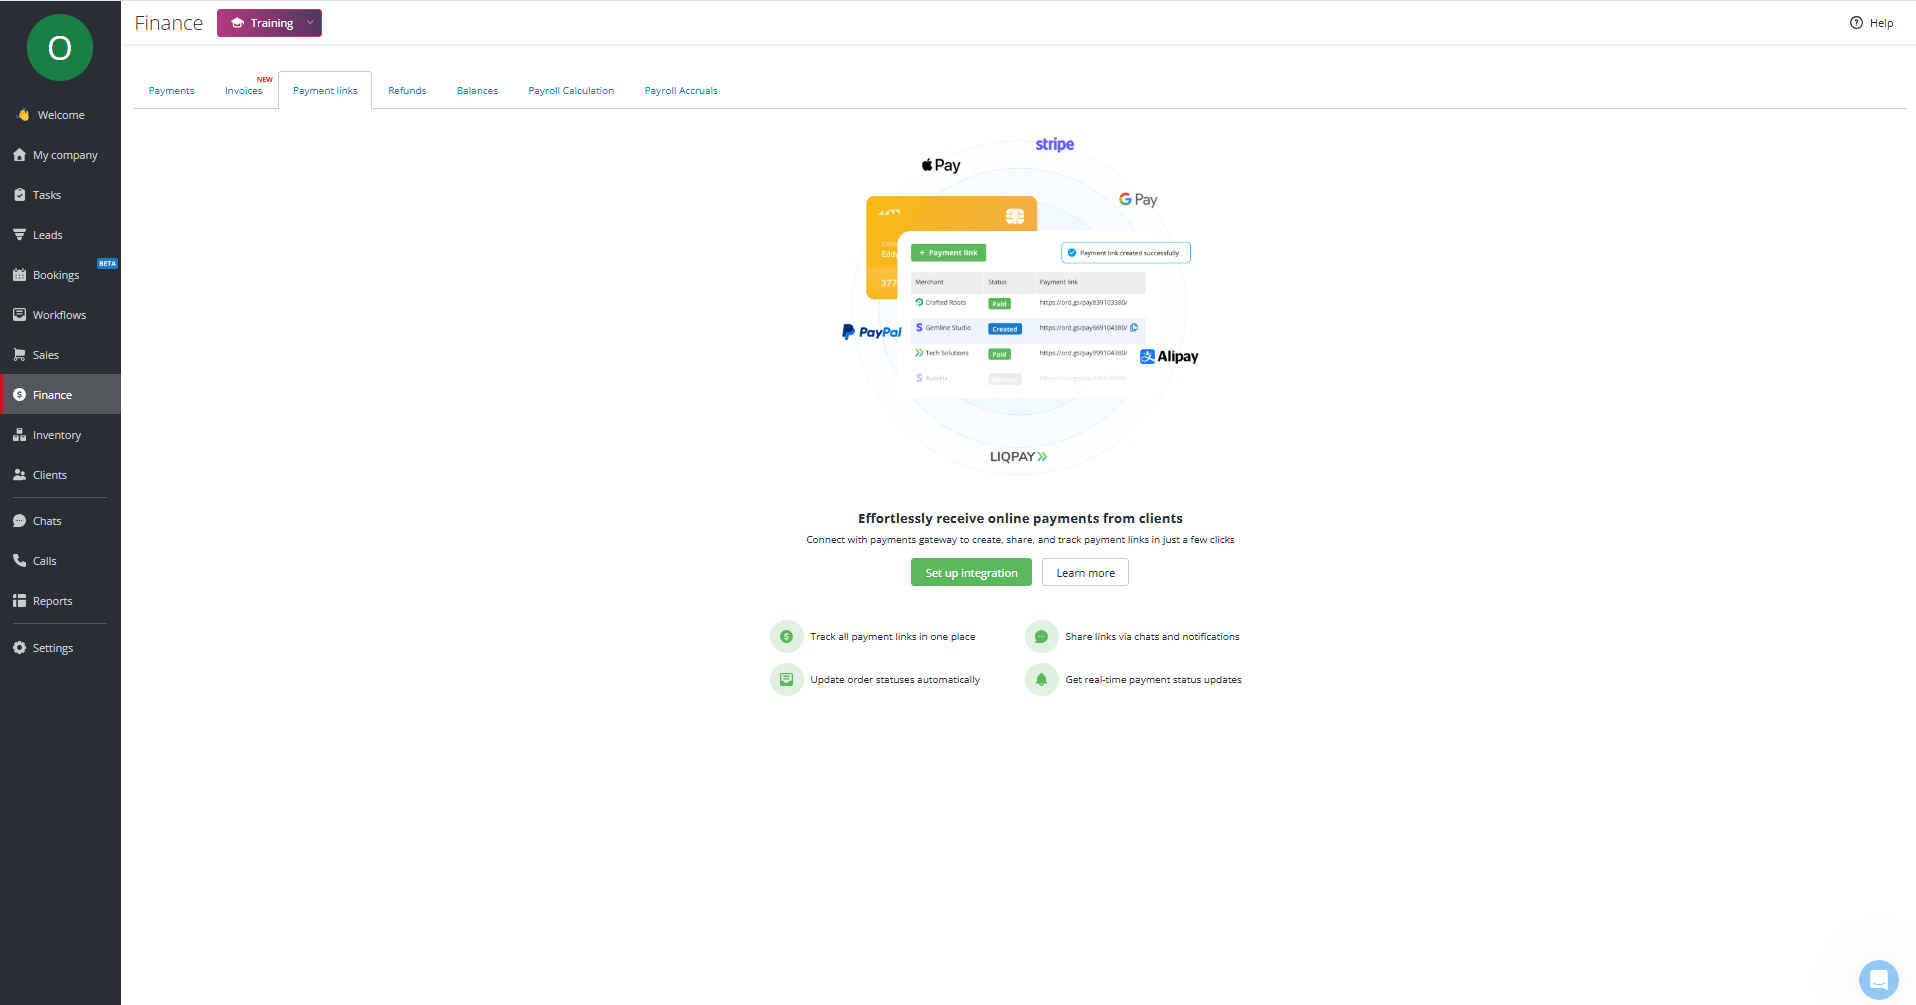 O
Finance
Training
Help
Welcome
My company
Tasks
Leads
Bookings
BETA
Workflows
Sales
Finance
Inventory
Clients
Chats
Calls
Reports
Settings
Payments
Invoices
NEW
Payment links
Refunds
Balances
Payroll Calculation
Payroll Accruals
stripe
Pay
G Pay
CARD
Eddy
377
+ Payment link
Payment link created successfully
Merchant Status Payment link
Crafted Roots Paid https://ord.gs/pay839103380/
Gemline Studio Created https://ord.gs/pay669104380/
Tech Solutions Paid https://ord.gs/pay999104380/
AutoFix
PayPal
Alipay
LIQPAY
Effortlessly receive online payments from clients
Connect with payments gateway to create, share, and track payment links in just a few clicks
Set up integration
Learn more
Track all payment links in one place
Share links via chats and notifications
Update order statuses automatically
Get real-time payment status updates